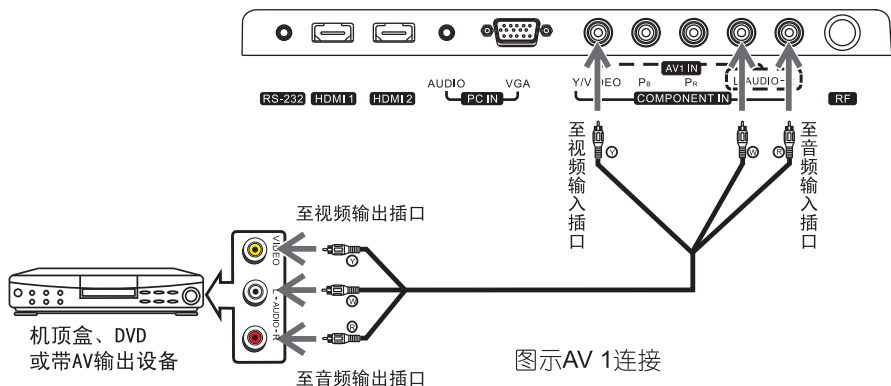 AV1 IN
AUDIO VGA Y/VIDEO PB PR L-AUDIO-R
RS-232 HDMI 1 HDMI 2 PC IN COMPONENT IN RF
至视频输入插口
至音频输入插口
Y W R
至视频输出插口
VIDEO
L-AUDIO-R
Y
W
R
机顶盒、DVD
或带AV输出设备
至音频输出插口
图示AV 1连接